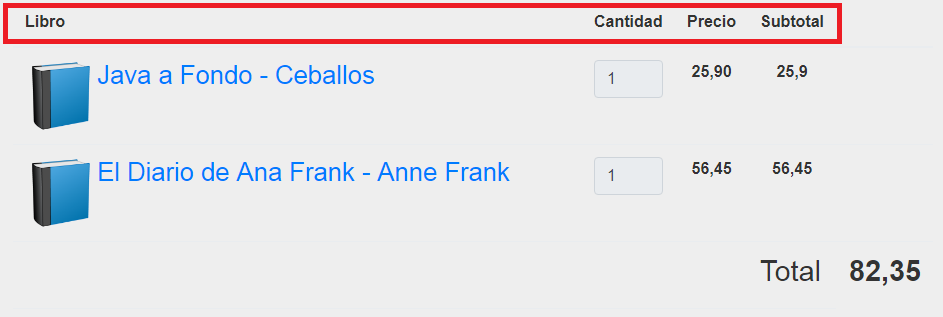 Libro Cantidad Precio Subtotal
Java a Fondo - Ceballos 1 25,90 25,9
El Diario de Ana Frank - Anne Frank 1 56,45 56,45
Total 82,35